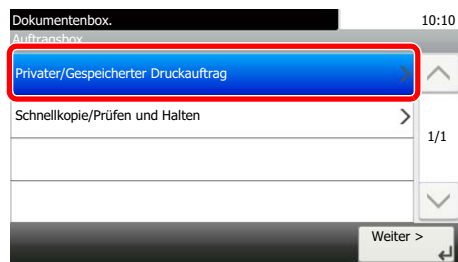 Dokumentenbox.
10:10
Auftragsbox
Privater/Gespeicherter Druckauftrag
Schnellkopie/Prüfen und Halten
1/1
Weiter >